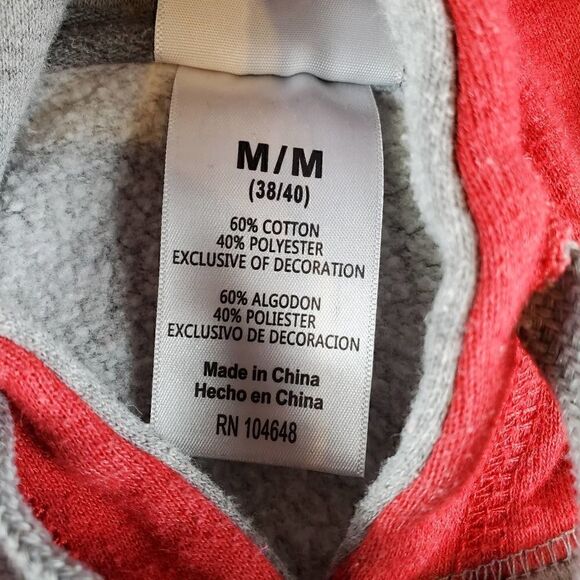 M/M
(38/40)
60% COTTON
40% POLYESTER
EXCLUSIVE OF DECORATION
60% ALGODON
40% POLIESTER
EXCLUSIVO DE DECORACION
Made in China
Hecho en China
RN 104648